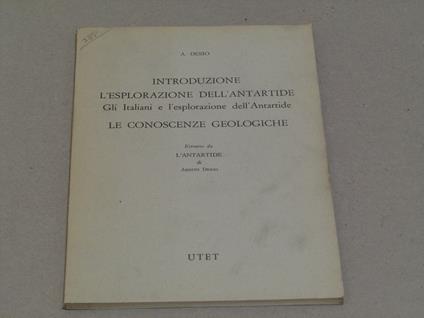 A. DESIO
INTRODUZIONE
L'ESPLORAZIONE DELL'ANTARTIDE
Gli Italiani e l'esplorazione dell'Antartide
LE CONOSCENZE GEOLOGICHE
Estratto da
L'ANTARTIDE
di
Ardito Desio
UTET